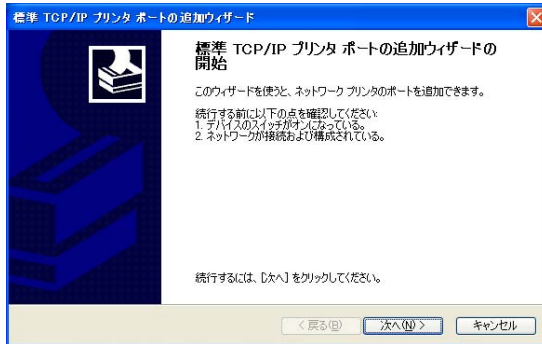 標準 TCP/IP プリンタ ポートの追加ウィザード
標準 TCP/IP プリンタ ポートの追加ウィザードの
開始
このウィザードを使うと、ネットワーク プリンタのポートを追加できます。
続行する前に以下の点を確認してください:
1. デバイスのスイッチがオンになっている。
2. ネットワークが接続および構成されている。
続行するには、[次へ] をクリックしてください。
< 戻る(B)
次へ(N) >
キャンセル